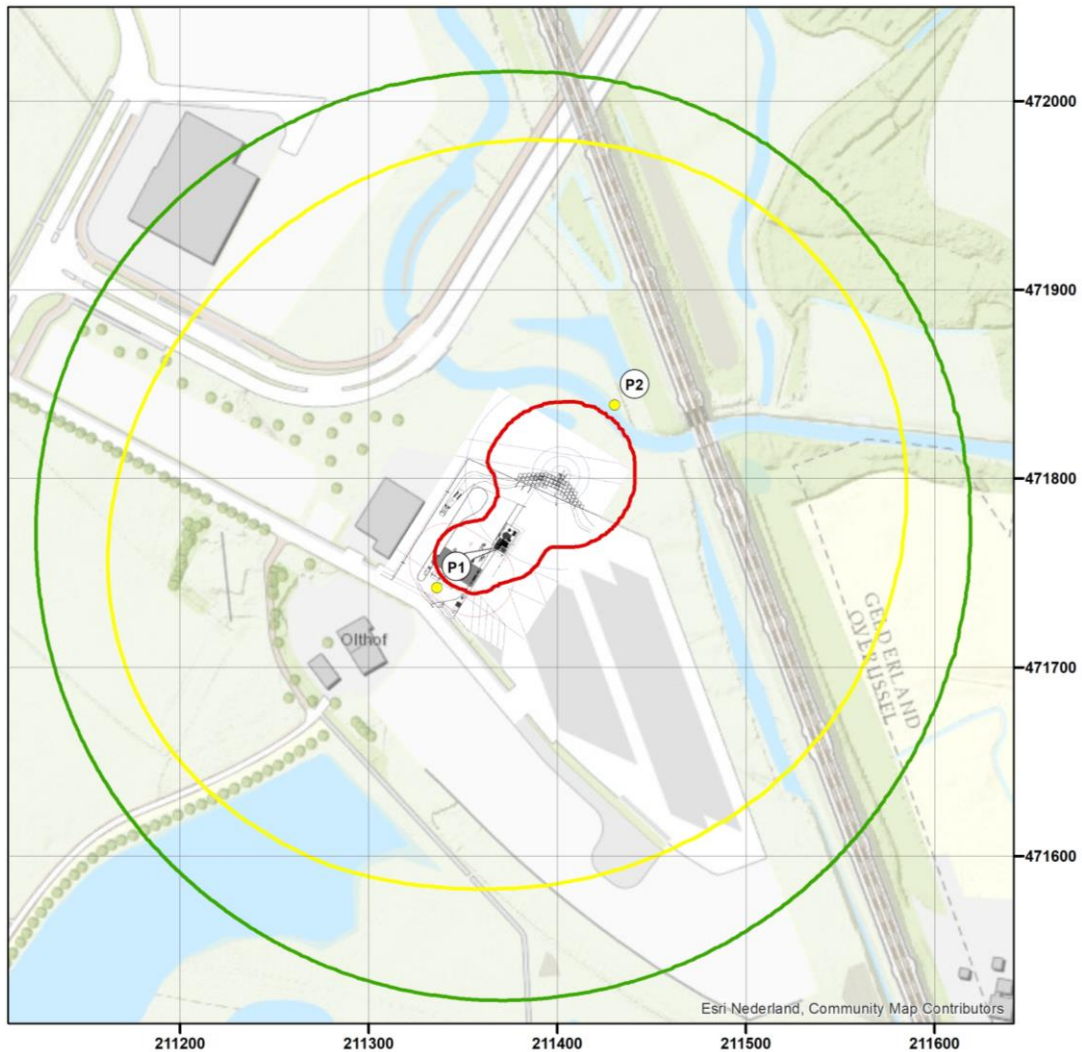 472000
471900
P2
471800
P1
Olthof
GELDERLAND
OVERIJSSEL
471700
471600
Esri Nederland, Community Map Contributors
211200 211300 211400 211500 211600